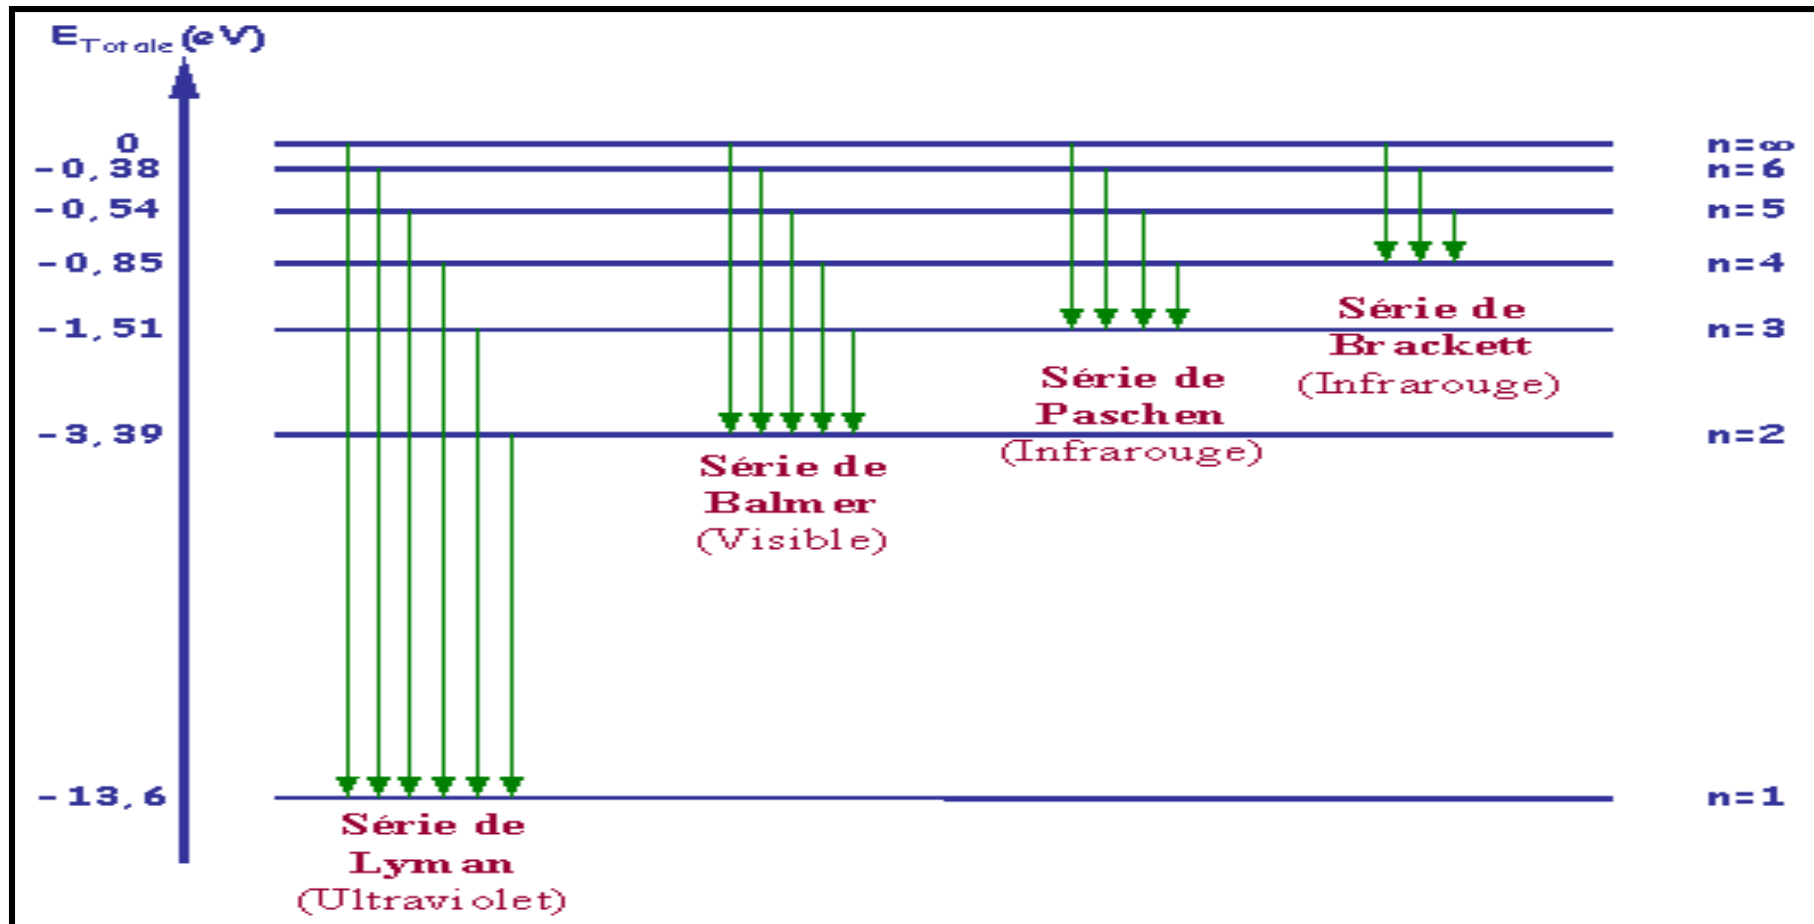 E Totale (eV)
0 n=∞
-0,38 n=6
-0,54 n=5
-0,85 n=4
-1,51 n=3
-3,39 n=2
-13,6 n=1
Série de
Brackett
(Infrarouge)
Série de
Paschen
(Infrarouge)
Série de
Balmer
(Visible)
Série de
Lyman
(Ultraviolet)